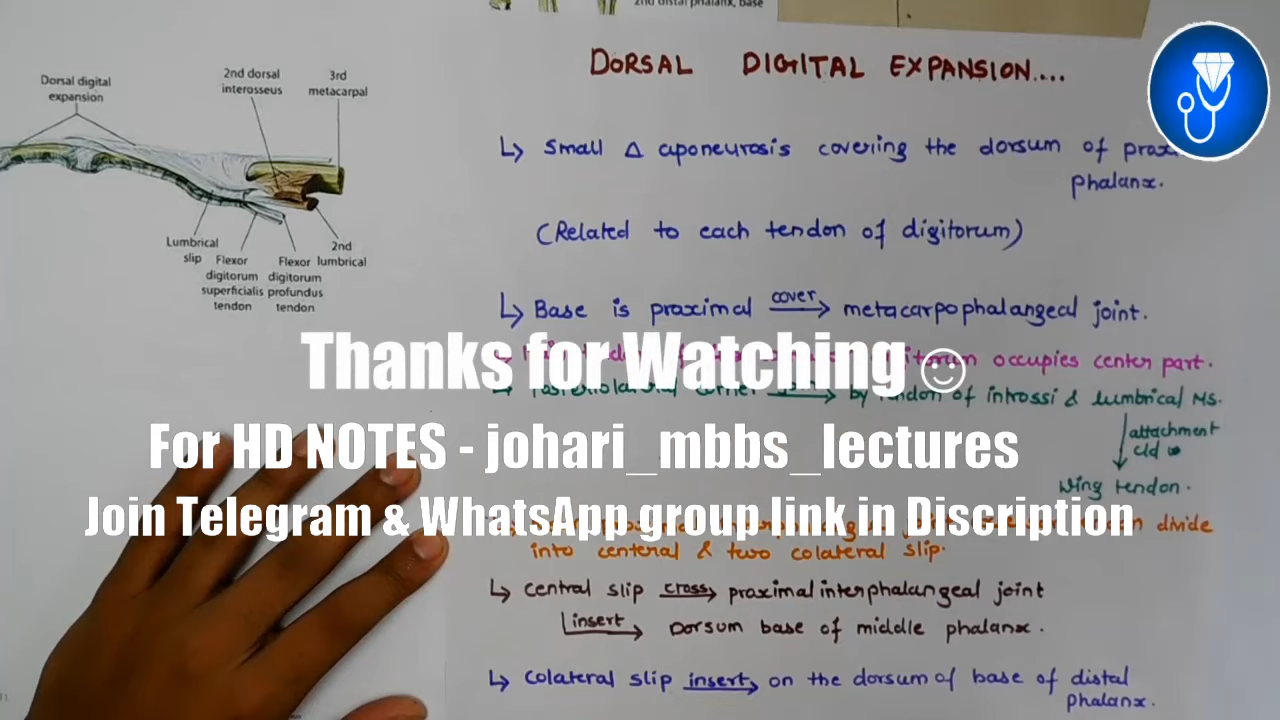 2nd distal phalanx, base
DORSAL DIGITAL EXPANSION....
Dorsal digital
expansion
2nd dorsal
interosseus
3rd
metacarpal
Lumbrical
slip
Flexor
digitorum
superficialis
tendon
Flexor
digitorum
profundus
tendon
2nd
lumbrical
↳ Small Δ aponeurosis covering the dorsum of
phalanx.
(Related to each tendon of digitorum)
↳ Base is proximal cover → metacarpophalangeal joint.
occupies center part.
by tendon of introssi & lumbrical MS.
attachment
cld
Wing tendon.
divide
into centeral & two colateral slip.
↳ central slip cross → proximal interphalangeal joint
insert → Dorsum base of middle phalanx.
↳ colateral slip insert → on the dorsum of base of distal
phalanx.
Thanks for Watching☺
For HD NOTES - johari_mbbs_lectures
Join Telegram & WhatsApp group link in Discription